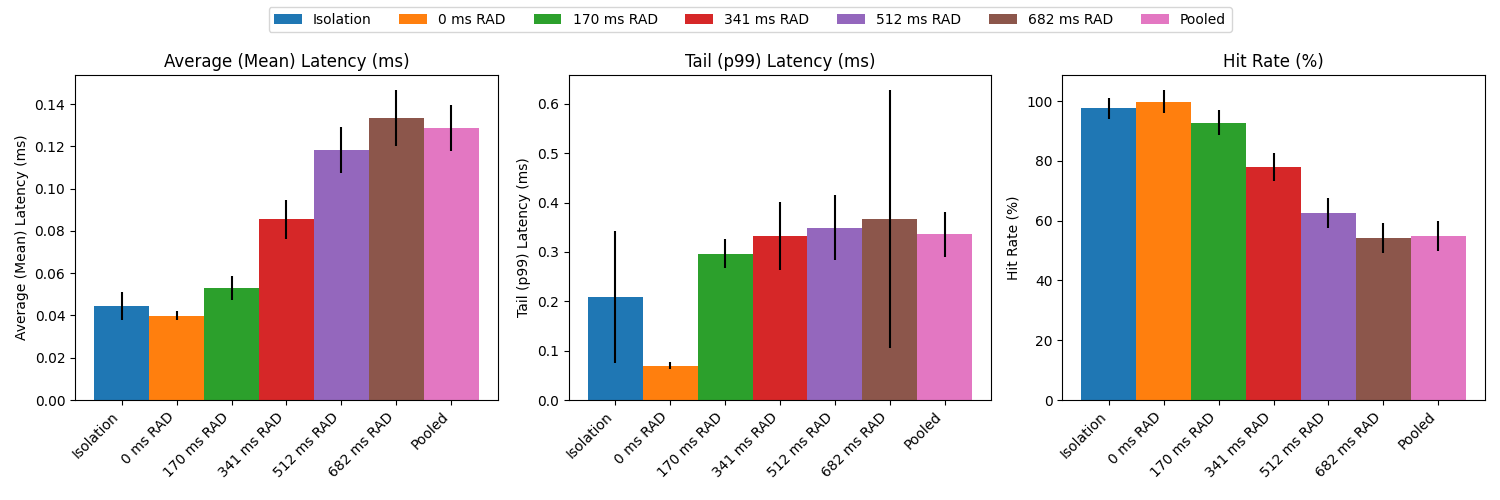 Isolation 0 ms RAD 170 ms RAD 341 ms RAD 512 ms RAD 682 ms RAD Pooled
Average (Mean) Latency (ms)
Average (Mean) Latency (ms)
0.14
0.12
0.10
0.08
0.06
0.04
0.02
0.00
Isolation
0 ms RAD
170 ms RAD
341 ms RAD
512 ms RAD
682 ms RAD
Pooled
Tail (p99) Latency (ms)
Tail (p99) Latency (ms)
0.6
0.5
0.4
0.3
0.2
0.1
0.0
Isolation
0 ms RAD
170 ms RAD
341 ms RAD
512 ms RAD
682 ms RAD
Pooled
Hit Rate (%)
Hit Rate (%)
100
80
60
40
20
0
Isolation
0 ms RAD
170 ms RAD
341 ms RAD
512 ms RAD
682 ms RAD
Pooled